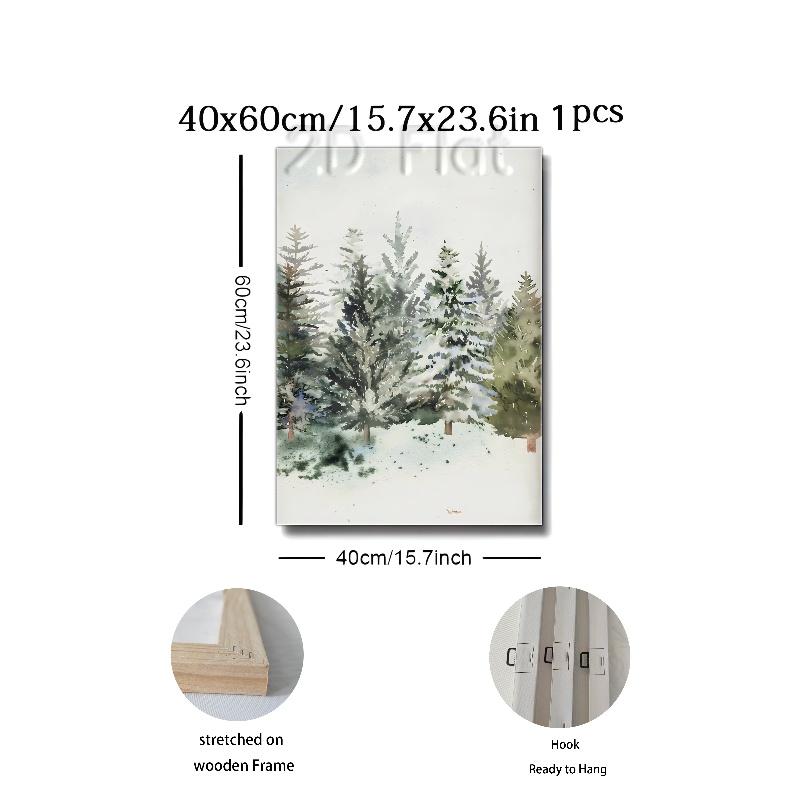 40x60cm/15.7x23.6in 1pcs
2D Flat
60cm/23.6inch
40cm/15.7inch
stretched on
wooden Frame
Hook
Ready to Hang